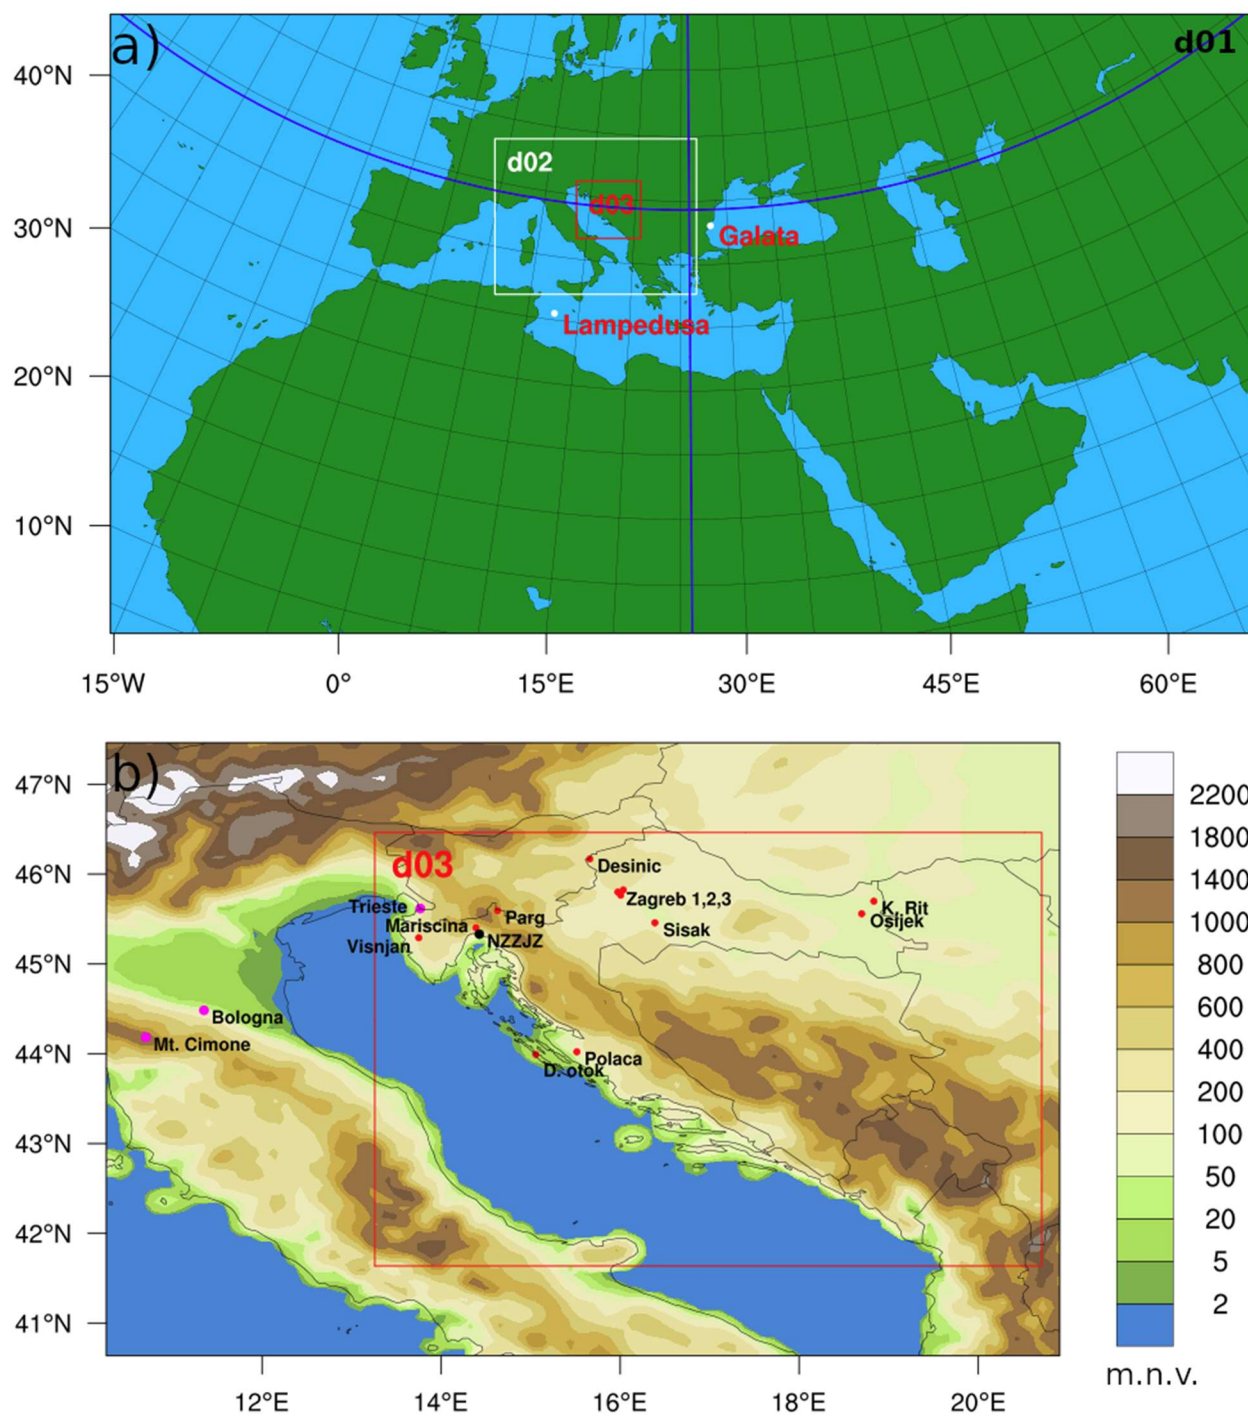 a)
d01
40°N
30°N
20°N
10°N
d02
d03
Galata
Lampedusa
15°W 0° 15°E 30°E 45°E 60°E
b)
47°N
46°N
45°N
44°N
43°N
42°N
41°N
d03
Desinic
Zagreb 1,2,3
K. Rit
Osijek
Sisak
Trieste
Parg
Mariscina
NZZJZ
Visnjan
Bologna
Mt. Cimone
Polaca
D. otok
12°E 14°E 16°E 18°E 20°E
2200
1800
1400
1000
800
600
400
200
100
50
20
5
2
m.n.v.